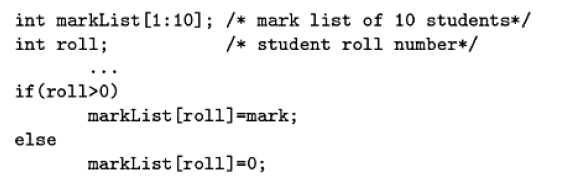 int markList[1:10]; /* mark list of 10 students*/
int roll; /* student roll number*/
...
if(roll>0)
markList[roll]=mark;
else
markList[roll]=0;